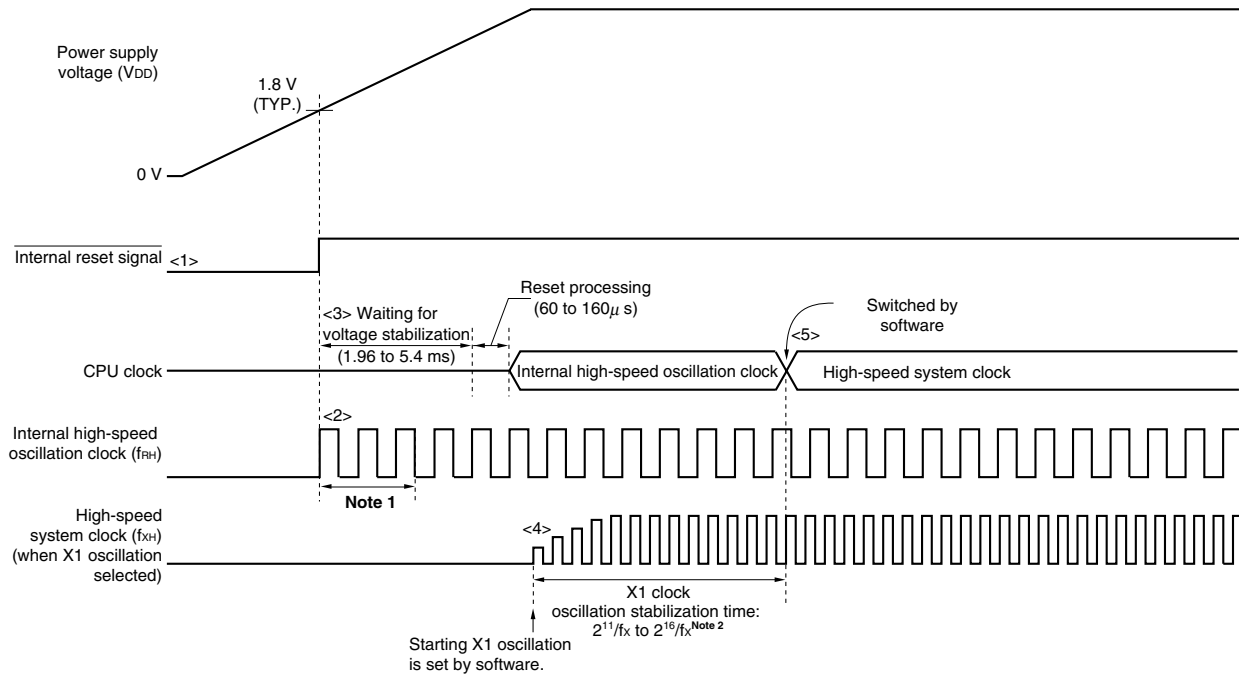 Power supply
voltage (VDD)
1.8 V
(TYP.)
0 V
Internal reset signal
<1>
<3> Waiting for
voltage stabilization
(1.96 to 5.4 ms)
Reset processing
(60 to 160μ s)
Switched by
software
<5>
CPU clock
Internal high-speed oscillation clock
High-speed system clock
Internal high-speed
oscillation clock (fRH)
<2>
Note 1
High-speed
system clock (fXH)
(when X1 oscillation
selected)
<4>
X1 clock
oscillation stabilization time:
2¹¹/fX to 2¹⁶/fX Note 2
Starting X1 oscillation
is set by software.